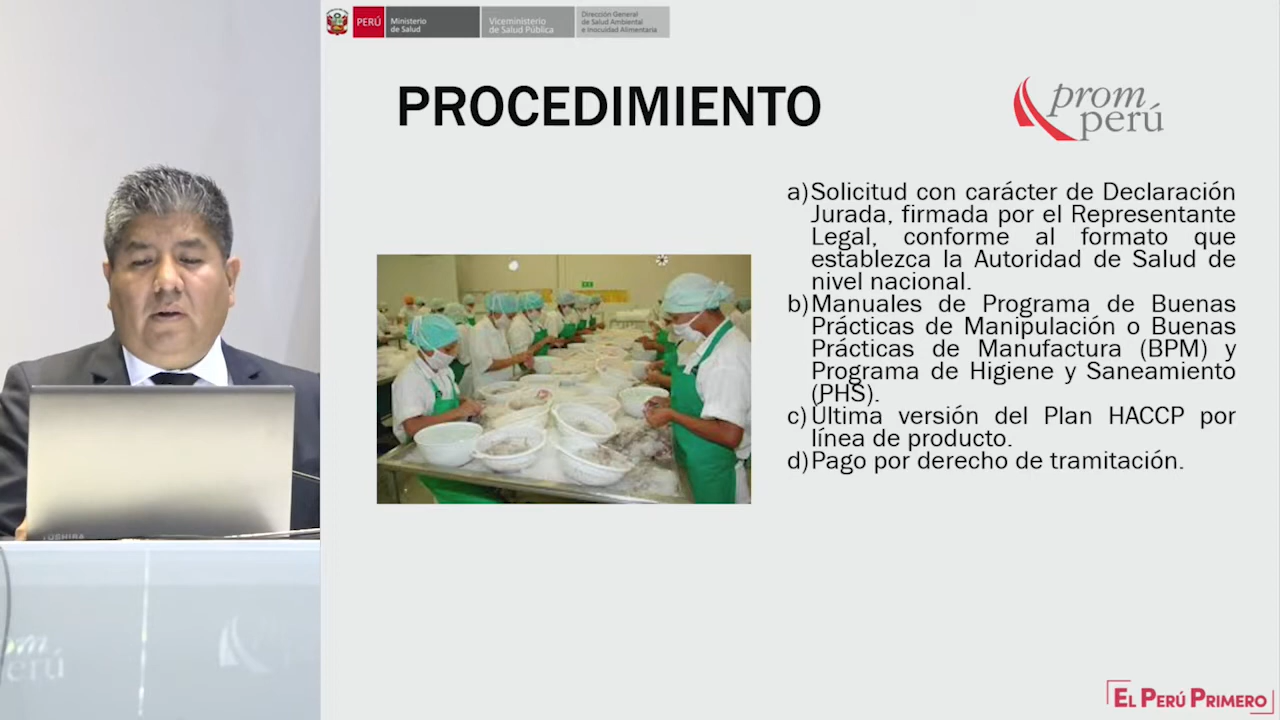 PERÚ
Ministerio
de Salud
Viceministerio
de Salud Pública
Dirección General
de Salud Ambiental
e Inocuidad Alimentaria
PROCEDIMIENTO
prom
perú
a) Solicitud con carácter de Declaración
Jurada, firmada por el Representante
Legal, conforme al formato que
establezca la Autoridad de Salud de
nivel nacional.
b) Manuales de Programa de Buenas
Prácticas de Manipulación o Buenas
Prácticas de Manufactura (BPM) y
Programa de Higiene y Saneamiento
(PHS).
c) Última versión del Plan HACCP por
línea de producto.
d) Pago por derecho de tramitación.
TOSHIBA
om
erú
EL PERÚ PRIMERO